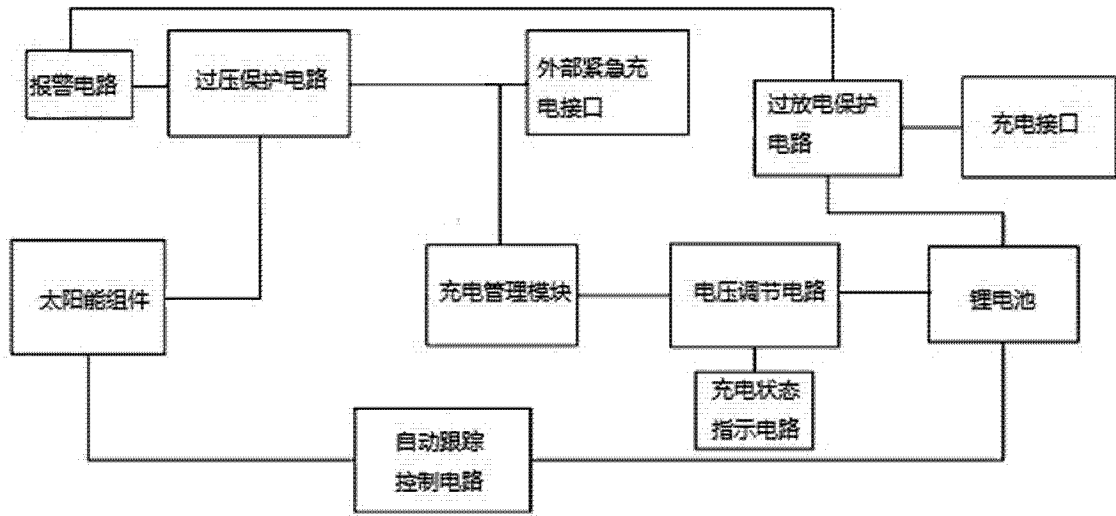 报警电路
过压保护电路
外部紧急充
电接口
过放电保护
电路
充电接口
太阳能组件
充电管理模块
电压调节电路
锂电池
充电状态
指示电路
自动跟踪
控制电路